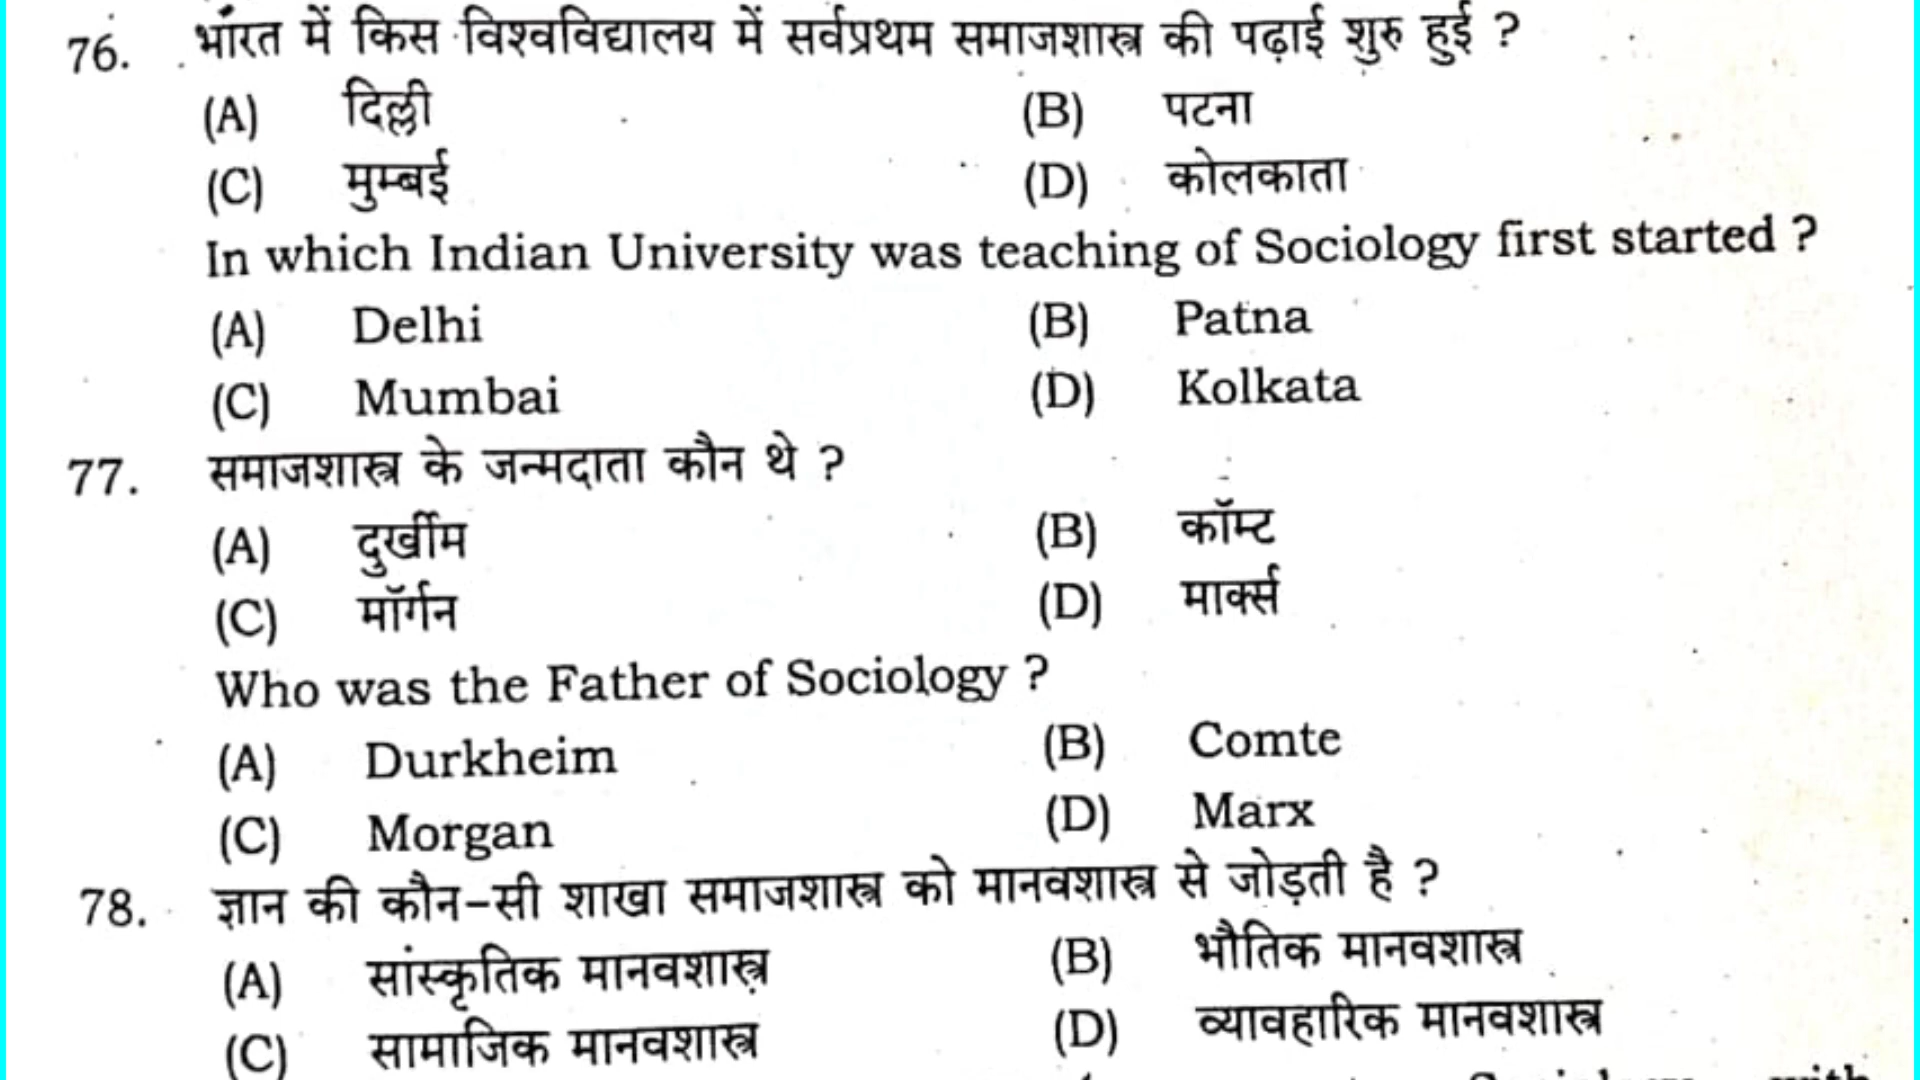 76. भारत में किस विश्वविद्यालय में सर्वप्रथम समाजशास्त्र की पढ़ाई शुरु हुई ?
(A) दिल्ली (B) पटना
(C) मुम्बई (D) कोलकाता
In which Indian University was teaching of Sociology first started ?
(A) Delhi (B) Patna
(C) Mumbai (D) Kolkata
77. समाजशास्त्र के जन्मदाता कौन थे ?
(A) दुर्खीम (B) कॉम्ट
(C) मॉर्गन (D) मार्क्स
Who was the Father of Sociology ?
(A) Durkheim (B) Comte
(C) Morgan (D) Marx
78. ज्ञान की कौन-सी शाखा समाजशास्त्र को मानवशास्त्र से जोड़ती है ?
(A) सांस्कृतिक मानवशास्त्र (B) भौतिक मानवशास्त्र
(C) सामाजिक मानवशास्त्र (D) व्यावहारिक मानवशास्त्र